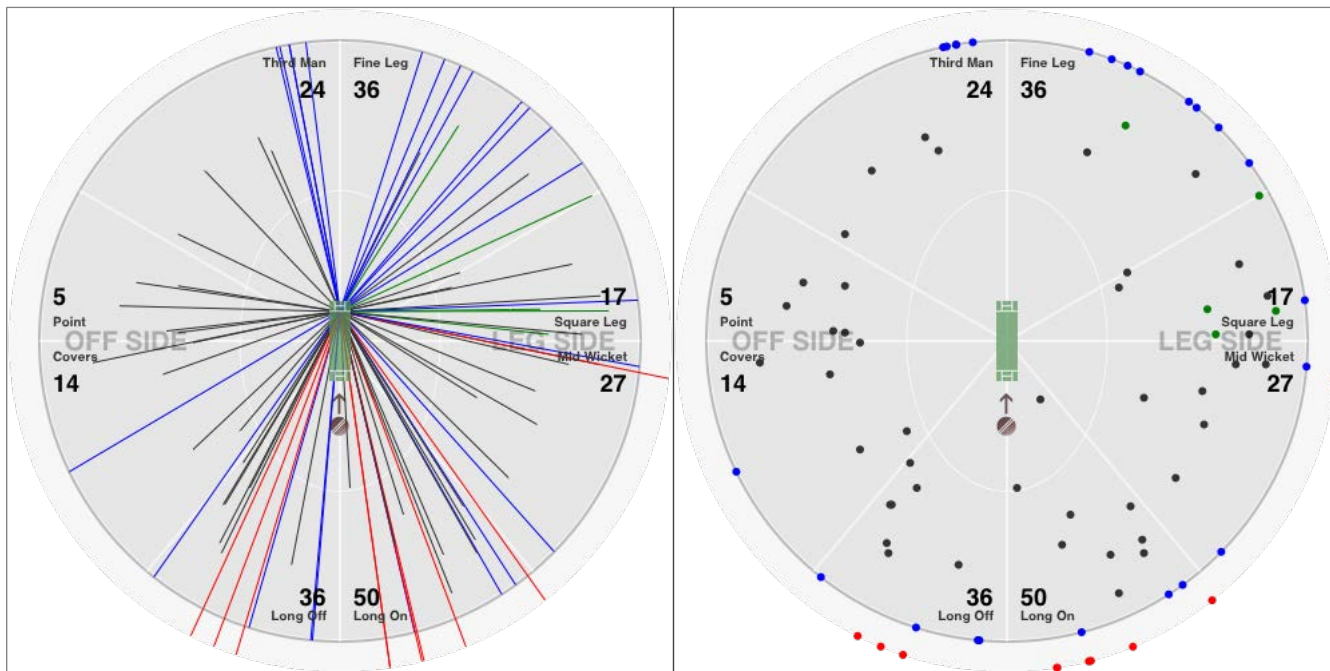 Third Man Fine Leg
24 36
5 17
Point Square Leg
OFF SIDE LEG SIDE
Covers Mid Wicket
14 27
36 50
Long Off Long On
Third Man Fine Leg
24 36
5 17
Point Square Leg
OFF SIDE LEG SIDE
Covers Mid Wicket
14 27
36 50
Long Off Long On